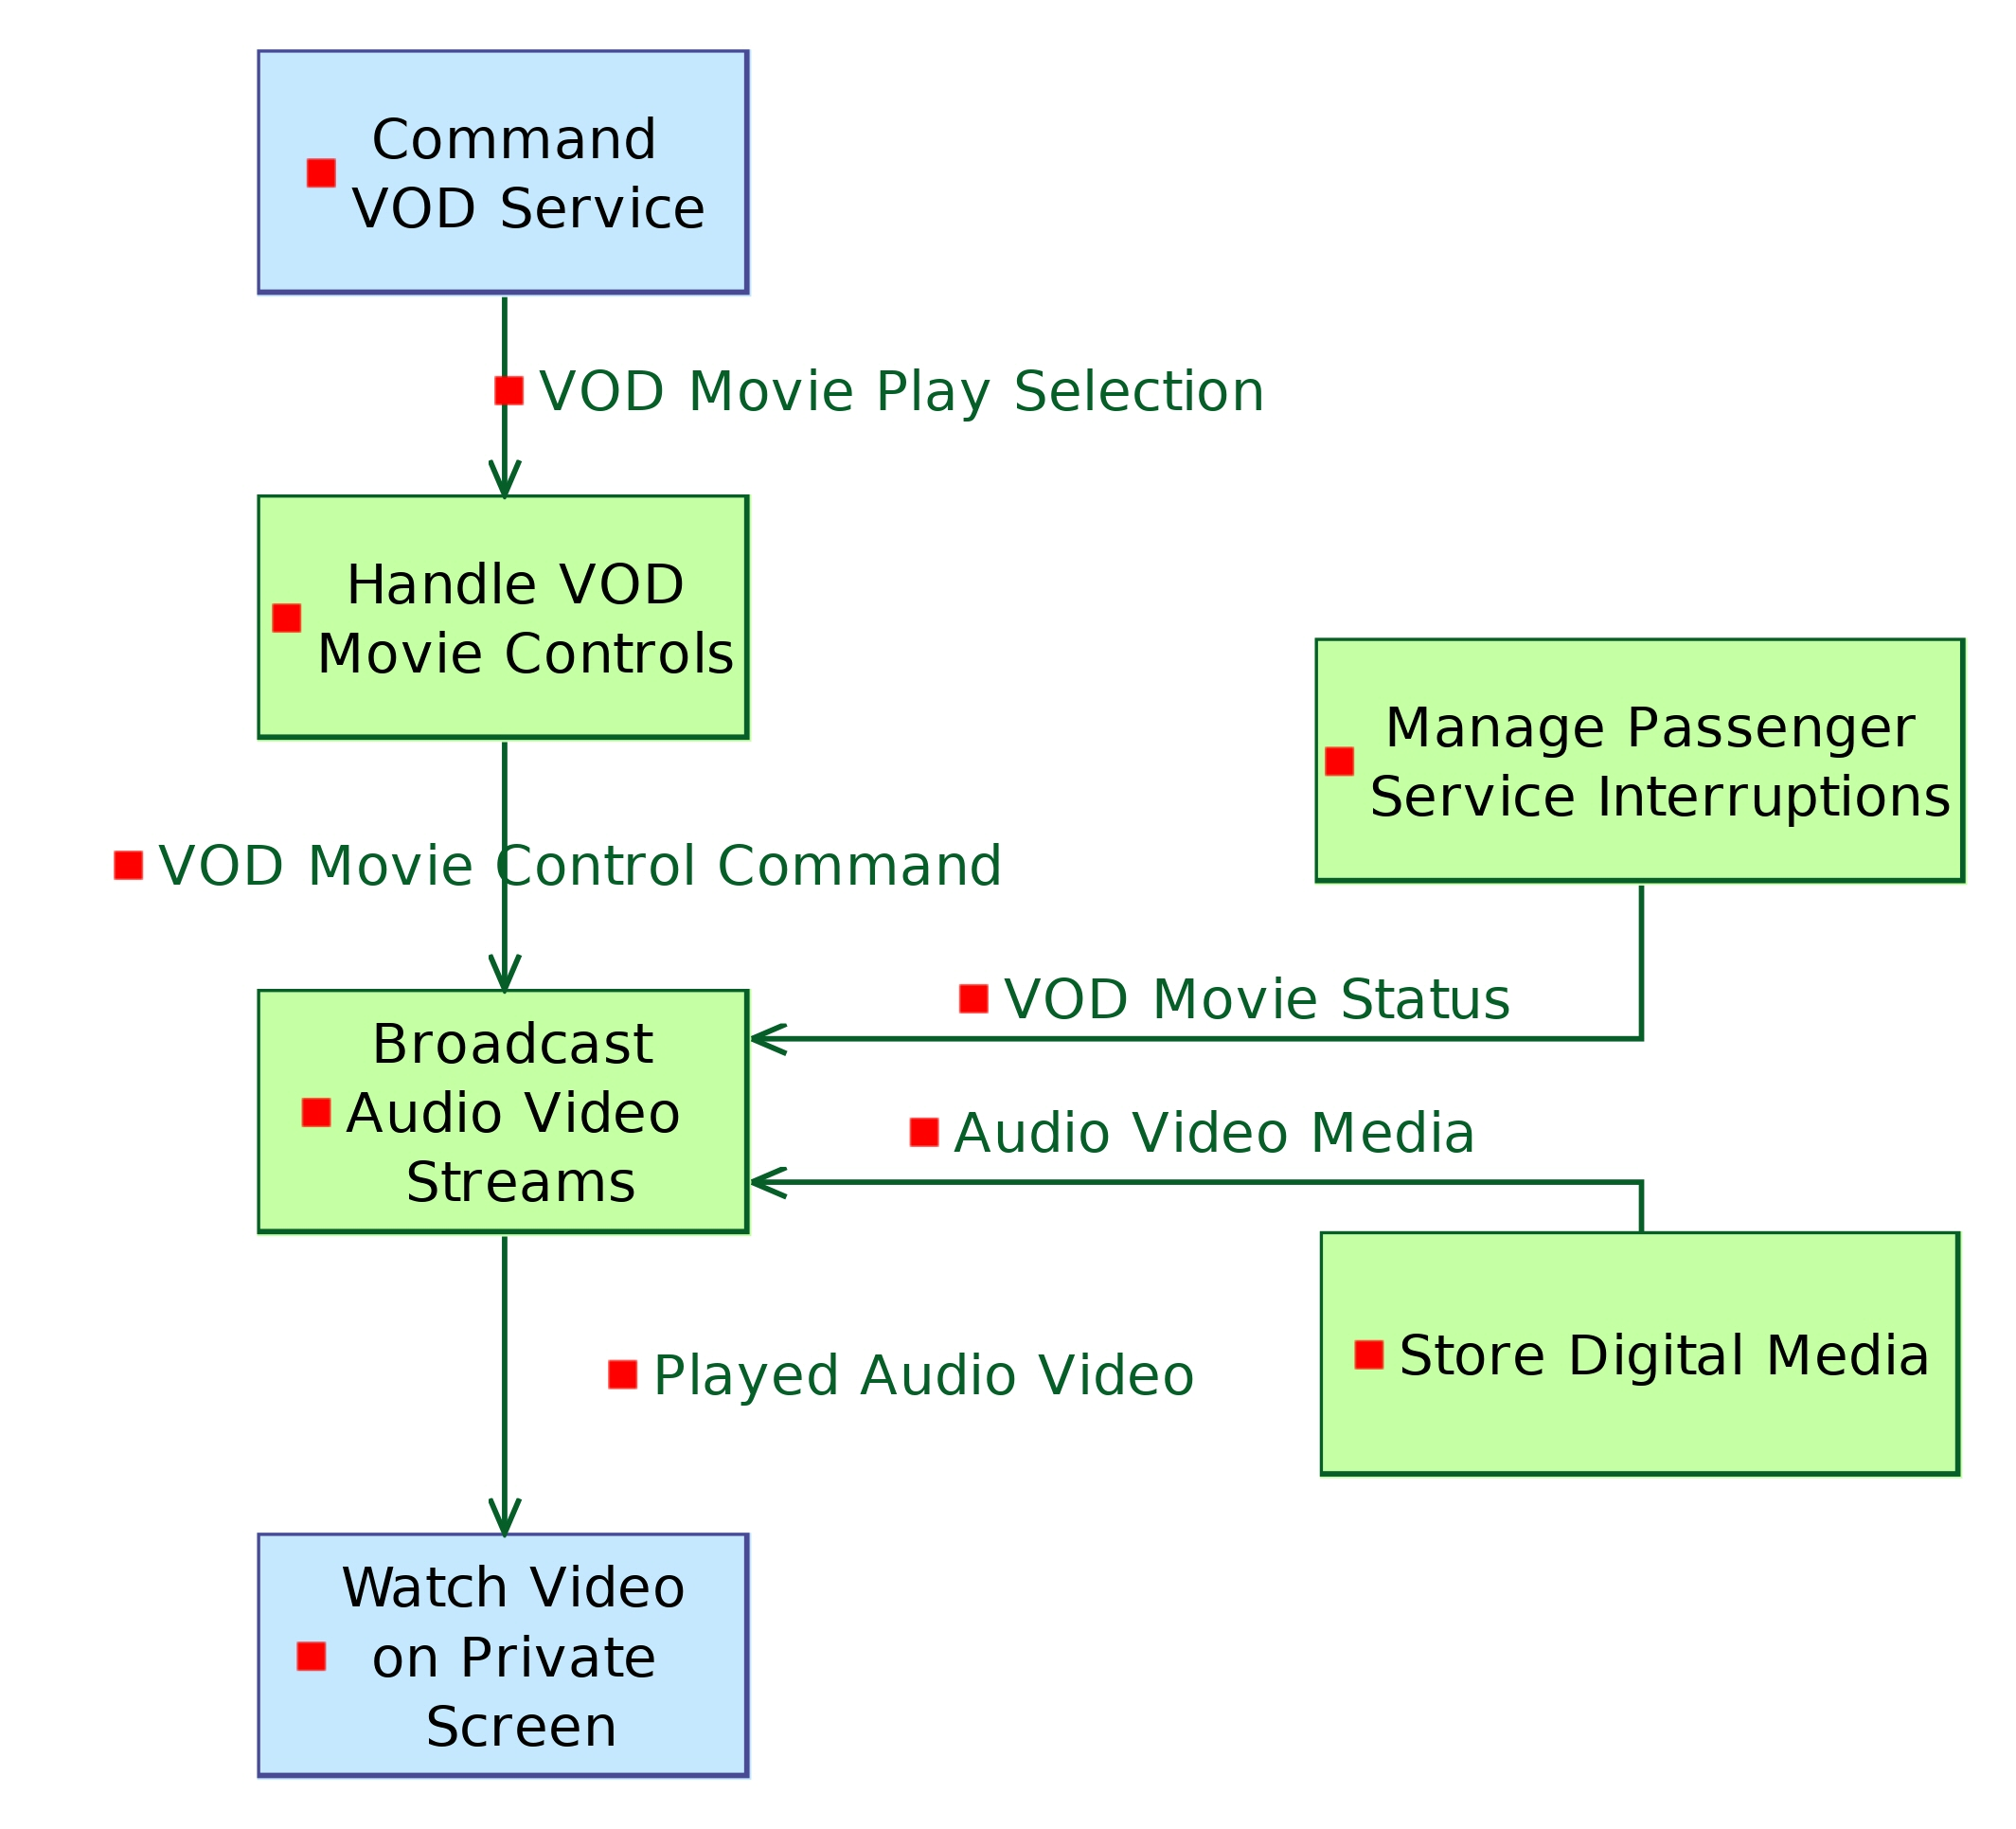 Command
VOD Service
VOD Movie Play Selection
Handle VOD
Movie Controls
Manage Passenger
Service Interruptions
VOD Movie Control Command
VOD Movie Status
Broadcast
Audio Video
Streams
Audio Video Media
Store Digital Media
Played Audio Video
Watch Video
on Private
Screen